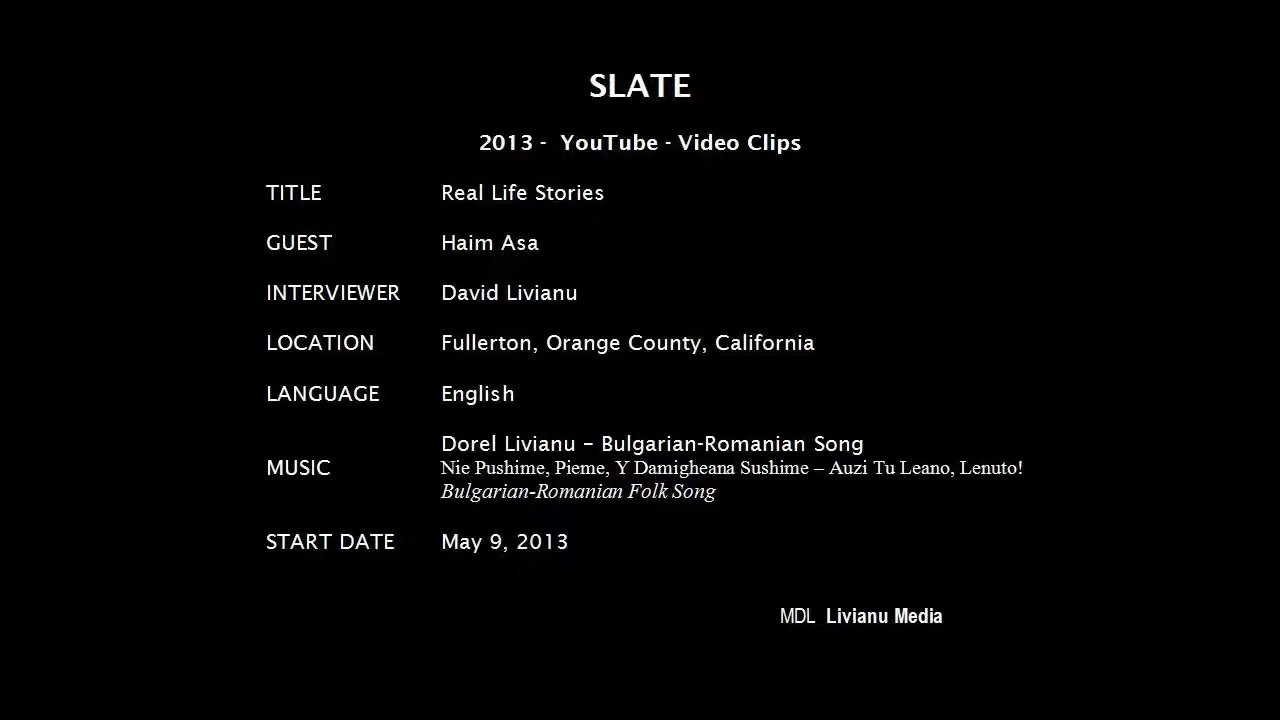 SLATE
2013 - YouTube - Video Clips
TITLE Real Life Stories
GUEST Haim Asa
INTERVIEWER David Livianu
LOCATION Fullerton, Orange County, California
LANGUAGE English
Dorel Livianu – Bulgarian-Romanian Song
MUSIC Nie Pushime, Pieme, Y Damigheana Sushime – Auzi Tu Leano, Lenuto!
Bulgarian-Romanian Folk Song
START DATE May 9, 2013
MDL Livianu Media